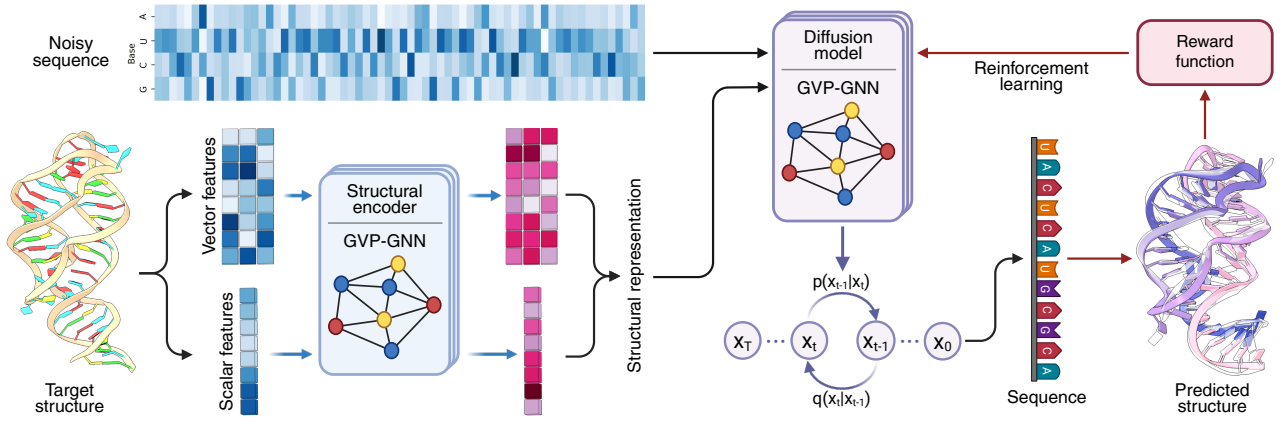 Noisy
sequence
Base
A
U
C
G
Target
structure
Vector features
Scalar features
Structural
encoder
GVP-GNN
Structural representation
Diffusion
model
GVP-GNN
p(xt-1|xt)
xT ... xt xt-1 ... x0
q(xt|xt-1)
Reinforcement
learning
Reward
function
U
A
C
U
C
A
U
G
C
G
C
A
Sequence
Predicted
structure